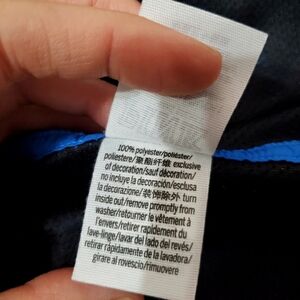 100% polyester/poliéster/
poliestere/聚酯纤维 exclusive
of decoration/sauf décoration/
no incluye la decoración/esclusa
la decorazione/装饰除外 turn
inside out/remove promptly from
washer/retourner le vêtement à
l'envers/retirer rapidement du
lave-linge/lavar del lado del revés/
retirar rápidamente de la lavadora/
girare al rovescio/rimuovere